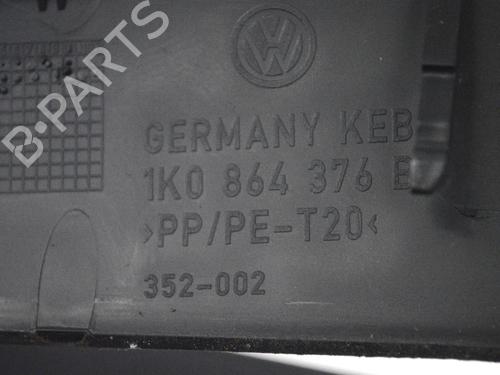 B-PARTS
GERMANY KEB
1K0 864 376 B
>PP/PE-T20<
352-002